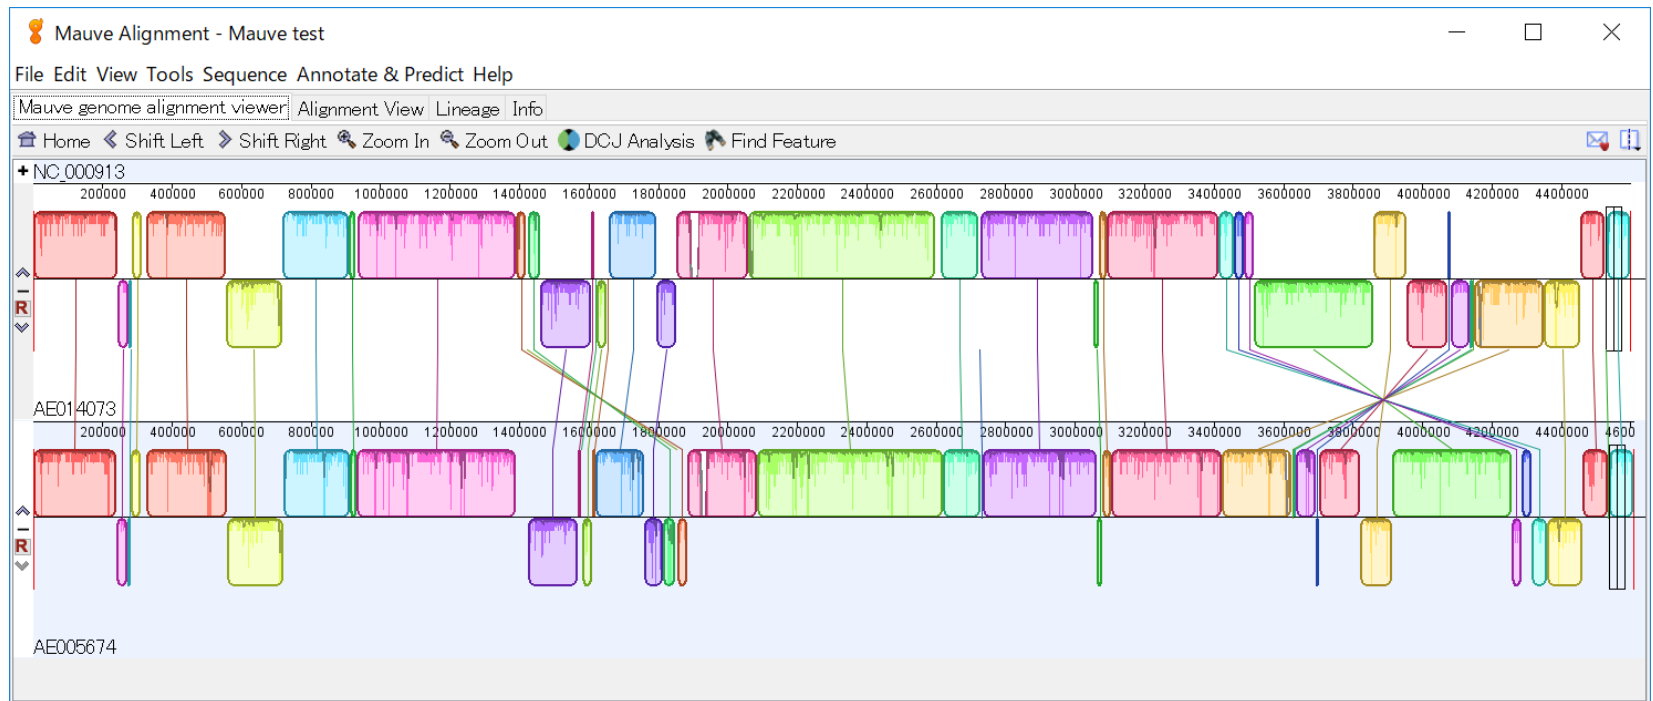 Mauve Alignment - Mauve test
File Edit View Tools Sequence Annotate & Predict Help
Mauve genome alignment viewer Alignment View Lineage Info
Home Shift Left Shift Right Zoom In Zoom Out DCJ Analysis Find Feature
NC_000913
200000 400000 600000 800000 1000000 1200000 1400000 1600000 1800000 2000000 2200000 2400000 2600000 2800000 3000000 3200000 3400000 3600000 3800000 4000000 4200000 4400000
R
AE014073
200000 400000 600000 800000 1000000 1200000 1400000 1600000 1800000 2000000 2200000 2400000 2600000 2800000 3000000 3200000 3400000 3600000 3800000 4000000 4200000 4400000 4600
R
AE005674